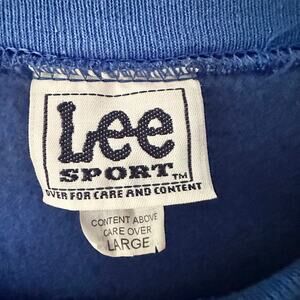 Lee
SPORT™
OVER FOR CARE AND CONTENT
CONTENT ABOVE
CARE OVER
LARGE